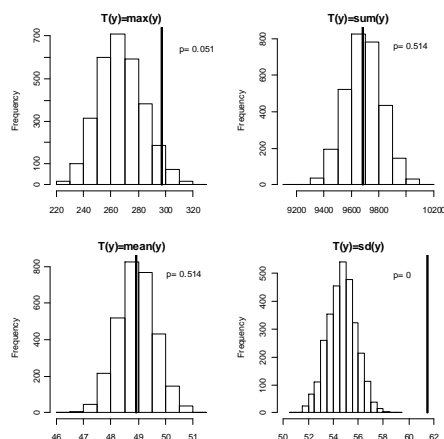 T(y)=max(y)
p= 0.051
Frequency
0 100 300 500 700
220 240 260 280 300 320
T(y)=sum(y)
p= 0.514
Frequency
0 200 400 600 800
9200 9400 9600 9800 10200
T(y)=mean(y)
p= 0.514
Frequency
0 200 400 600 800
46 47 48 49 50 51
T(y)=sd(y)
p= 0
Frequency
0 100 200 300 400 500
50 52 54 56 58 60 62